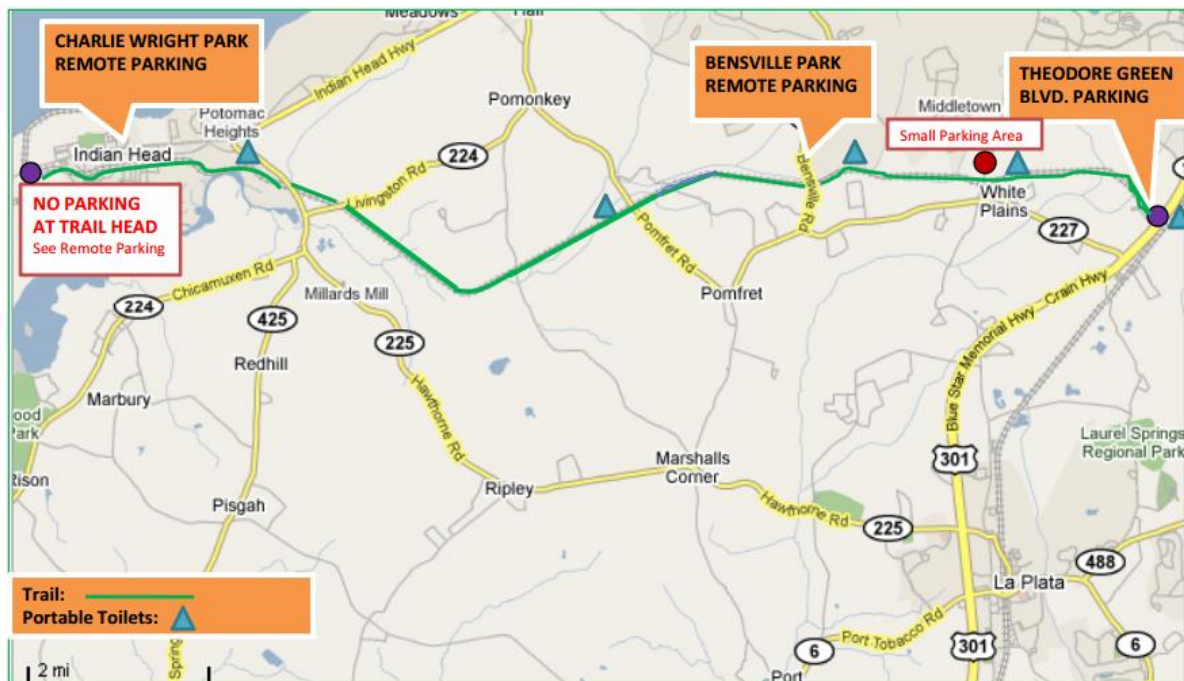 Meadows
Hall
CHARLIE WRIGHT PARK
REMOTE PARKING
BENSVILLE PARK
REMOTE PARKING
THEODORE GREEN
BLVD. PARKING
Indian Head Hwy
Potomac
Heights
Pomonkey
Middletown
Small Parking Area
Indian Head
224
Livingston Rd
Bensville Rd
White
Plains
NO PARKING
AT TRAIL HEAD
See Remote Parking
Pomfret Rd
227
Chicamuxen Rd
Millards Mill
Pomfret
224
425
225
Blue Star Memorial Hwy
Crain Hwy
Redhill
Marbury
Hawthorne Rd
ood
Park
Laurel Springs
Regional Park
Rison
Marshalls
Corner
301
Ripley
Pisgah
Hawthorne Rd
225
488
La Plata
Trail:
Portable Toilets:
Port Tobacco Rd
6
301
6
Spring
Port
2 mi